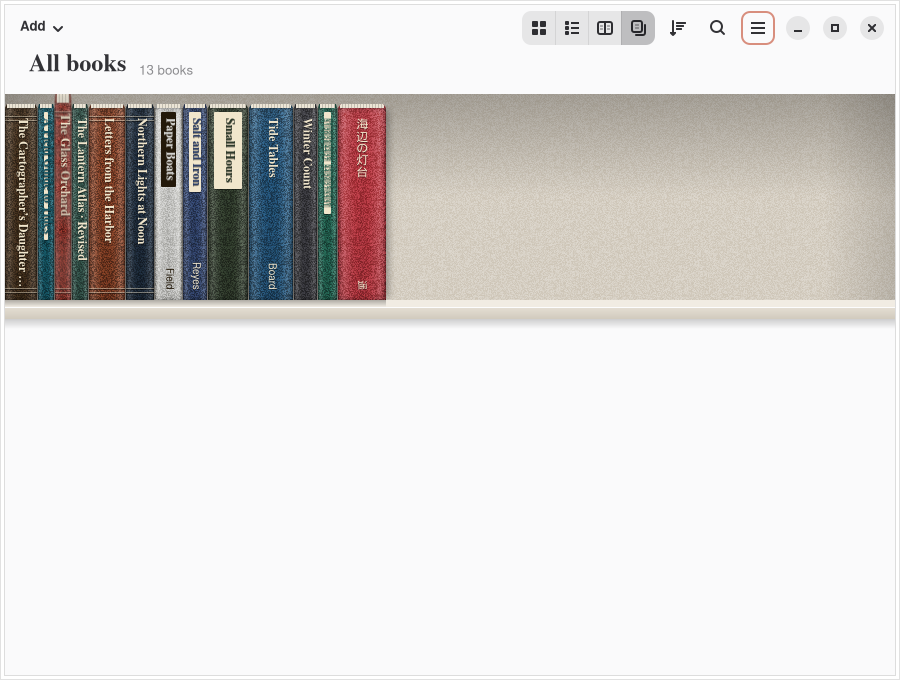 Add
All books 13 books
The Cartographer's Daughter …
The Glass Orchard
The Lantern Atlas · Revised
Letters from the Harbor
Northern Lights at Noon
Paper Boats
Field
Salt and Iron
Reyes
Small Hours
Tide Tables
Board
Winter Count
海辺の灯台